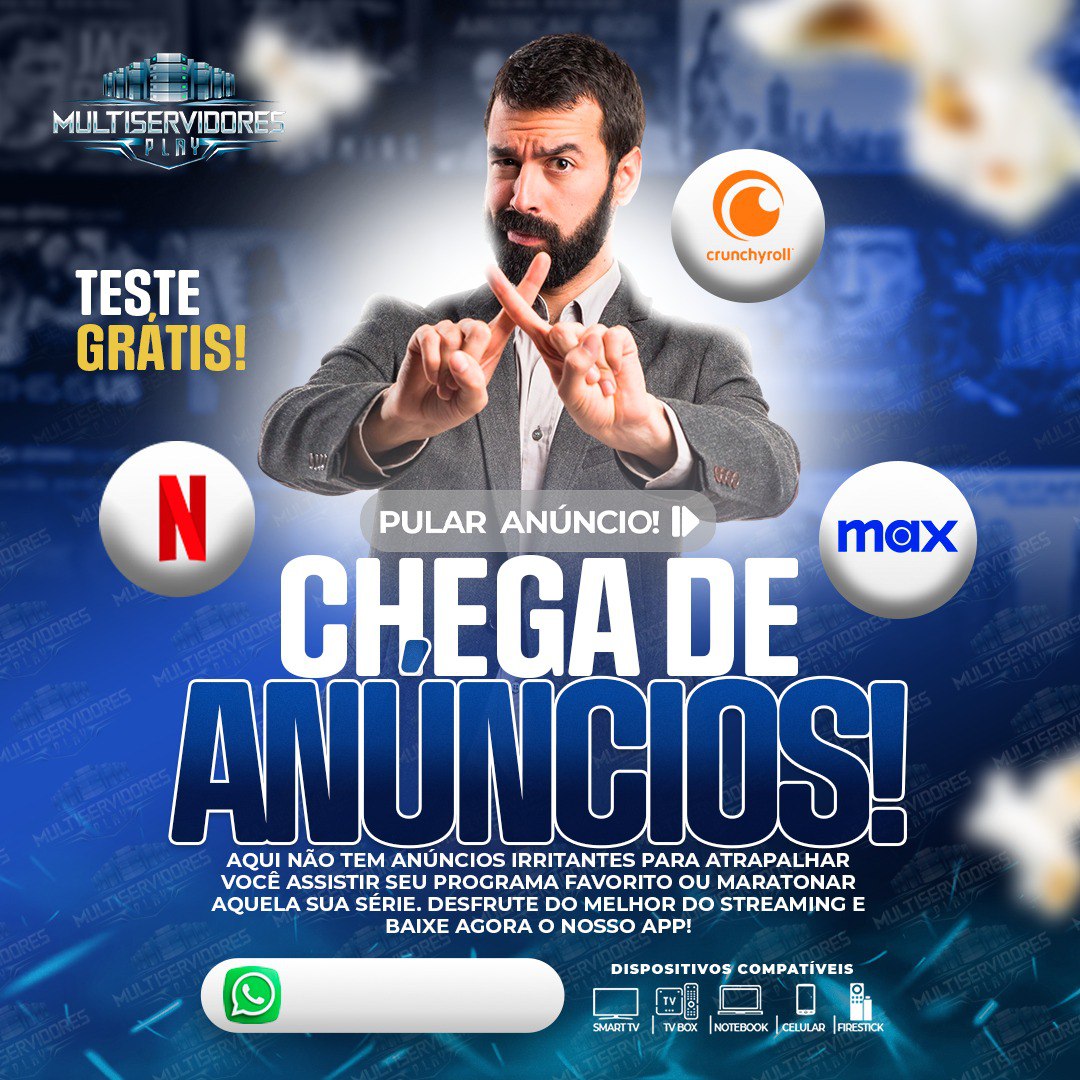 MULTISERVIDORES
PLAY
TESTE
GRÁTIS!
crunchyroll
N
max
PULAR ANÚNCIO!
CHEGA DE
ANÚNCIOS!
AQUI NÃO TEM ANÚNCIOS IRRITANTES PARA ATRAPALHAR
VOCÊ ASSISTIR SEU PROGRAMA FAVORITO OU MARATONAR
AQUELA SUA SÉRIE. DESFRUTE DO MELHOR DO STREAMING E
BAIXE AGORA O NOSSO APP!
DISPOSITIVOS COMPATÍVEIS
TV
SMART TV | TV BOX | NOTEBOOK | CELULAR | FIRESTICK